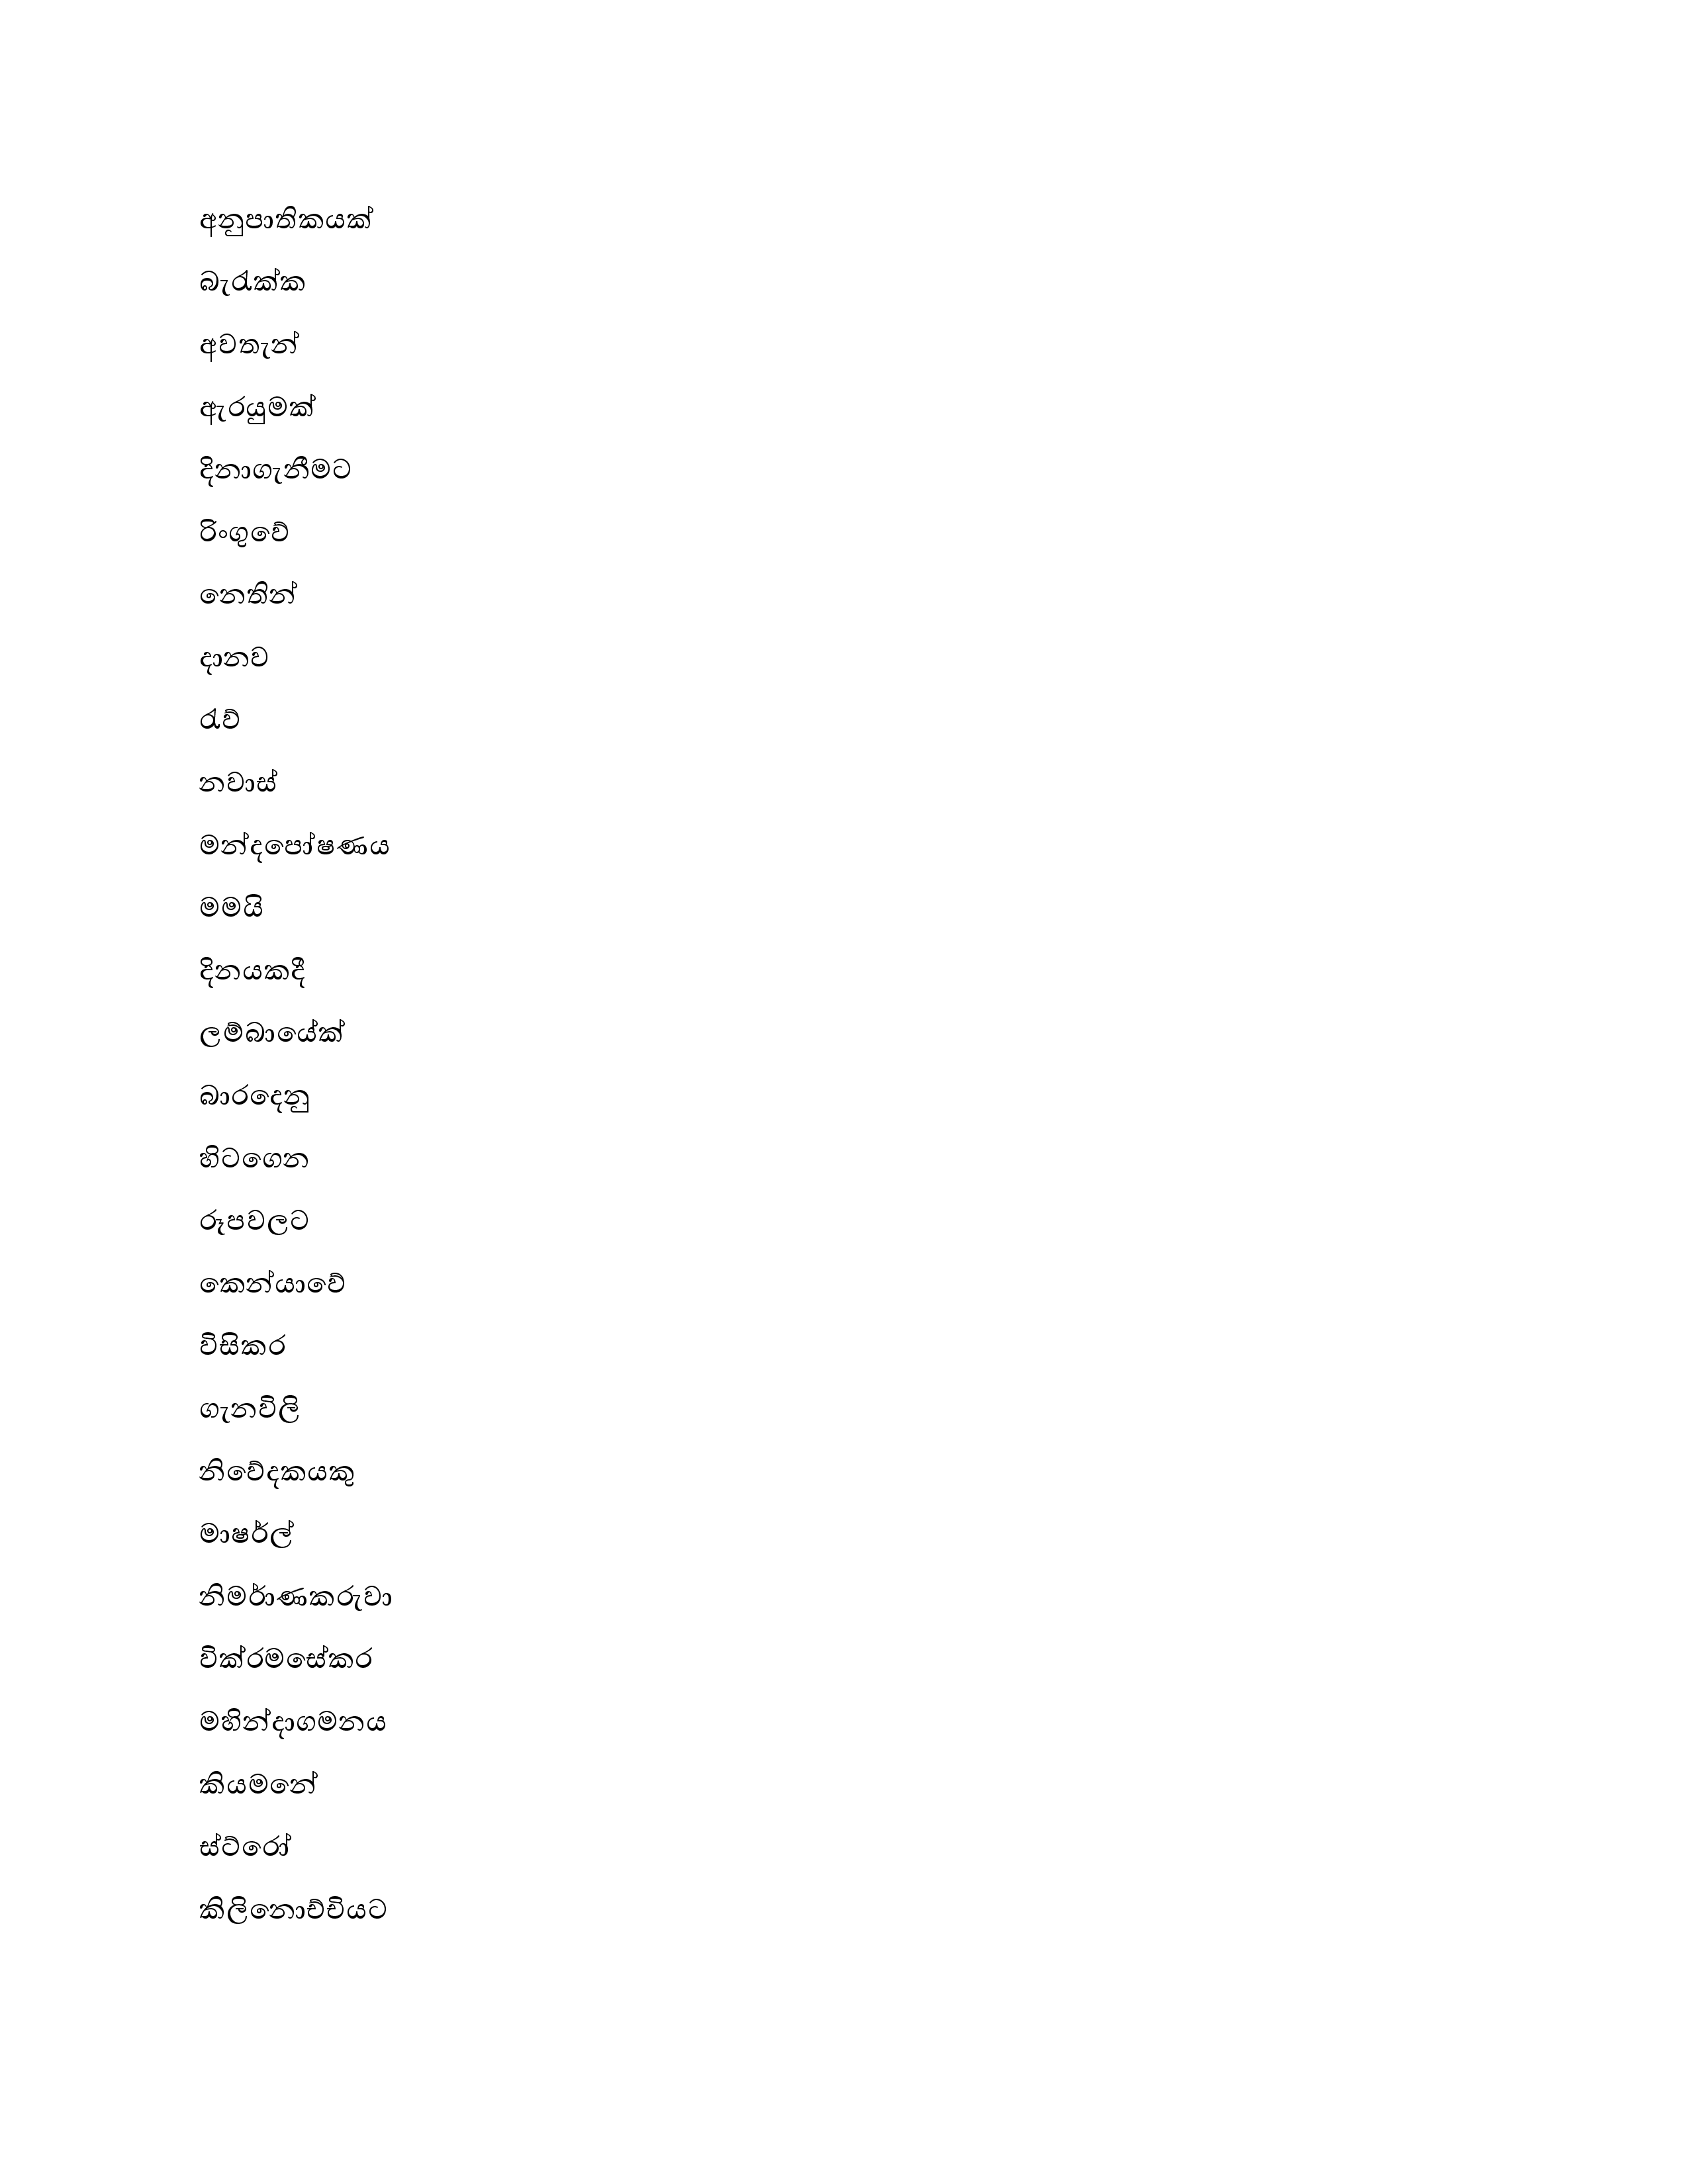 අනුපාතිකයක්
බැරැක්ක
අවතැන්
ඇරයුමක්
දිනාගැනීමට
රිංගුවේ
නෙතින්
දානව
රැව්
නවාස්
මන්දපෝෂණය
මමයි
දිනයකදී
ලම්බායේක්
බාරදෙනු
හිටගෙන
රූපවලට
කෙන්යාවේ
විසිකර
ගැනවිලි
නිවේදකයකු
මාෂර්ල්
නිමර්ාණකරුවා
වික්රමසේකර
මහින්දාගමනය
කියමනේ
ස්ට්රෝ
කිලිනොච්චියට